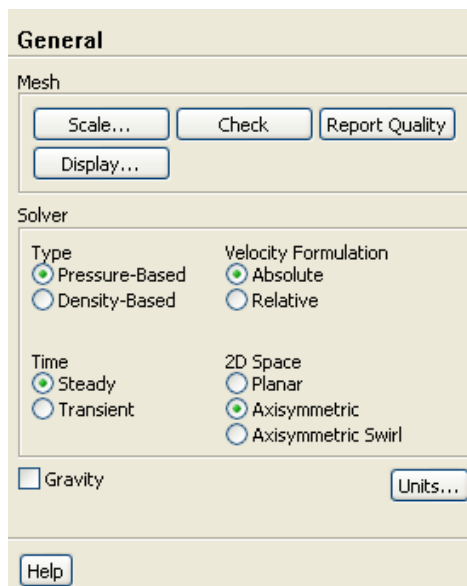 General
Mesh
Scale... Check Report Quality
Display...
Solver
Type Velocity Formulation
Pressure-Based Absolute
Density-Based Relative
Time 2D Space
Steady Planar
Transient Axisymmetric
Axisymmetric Swirl
Gravity Units...
Help